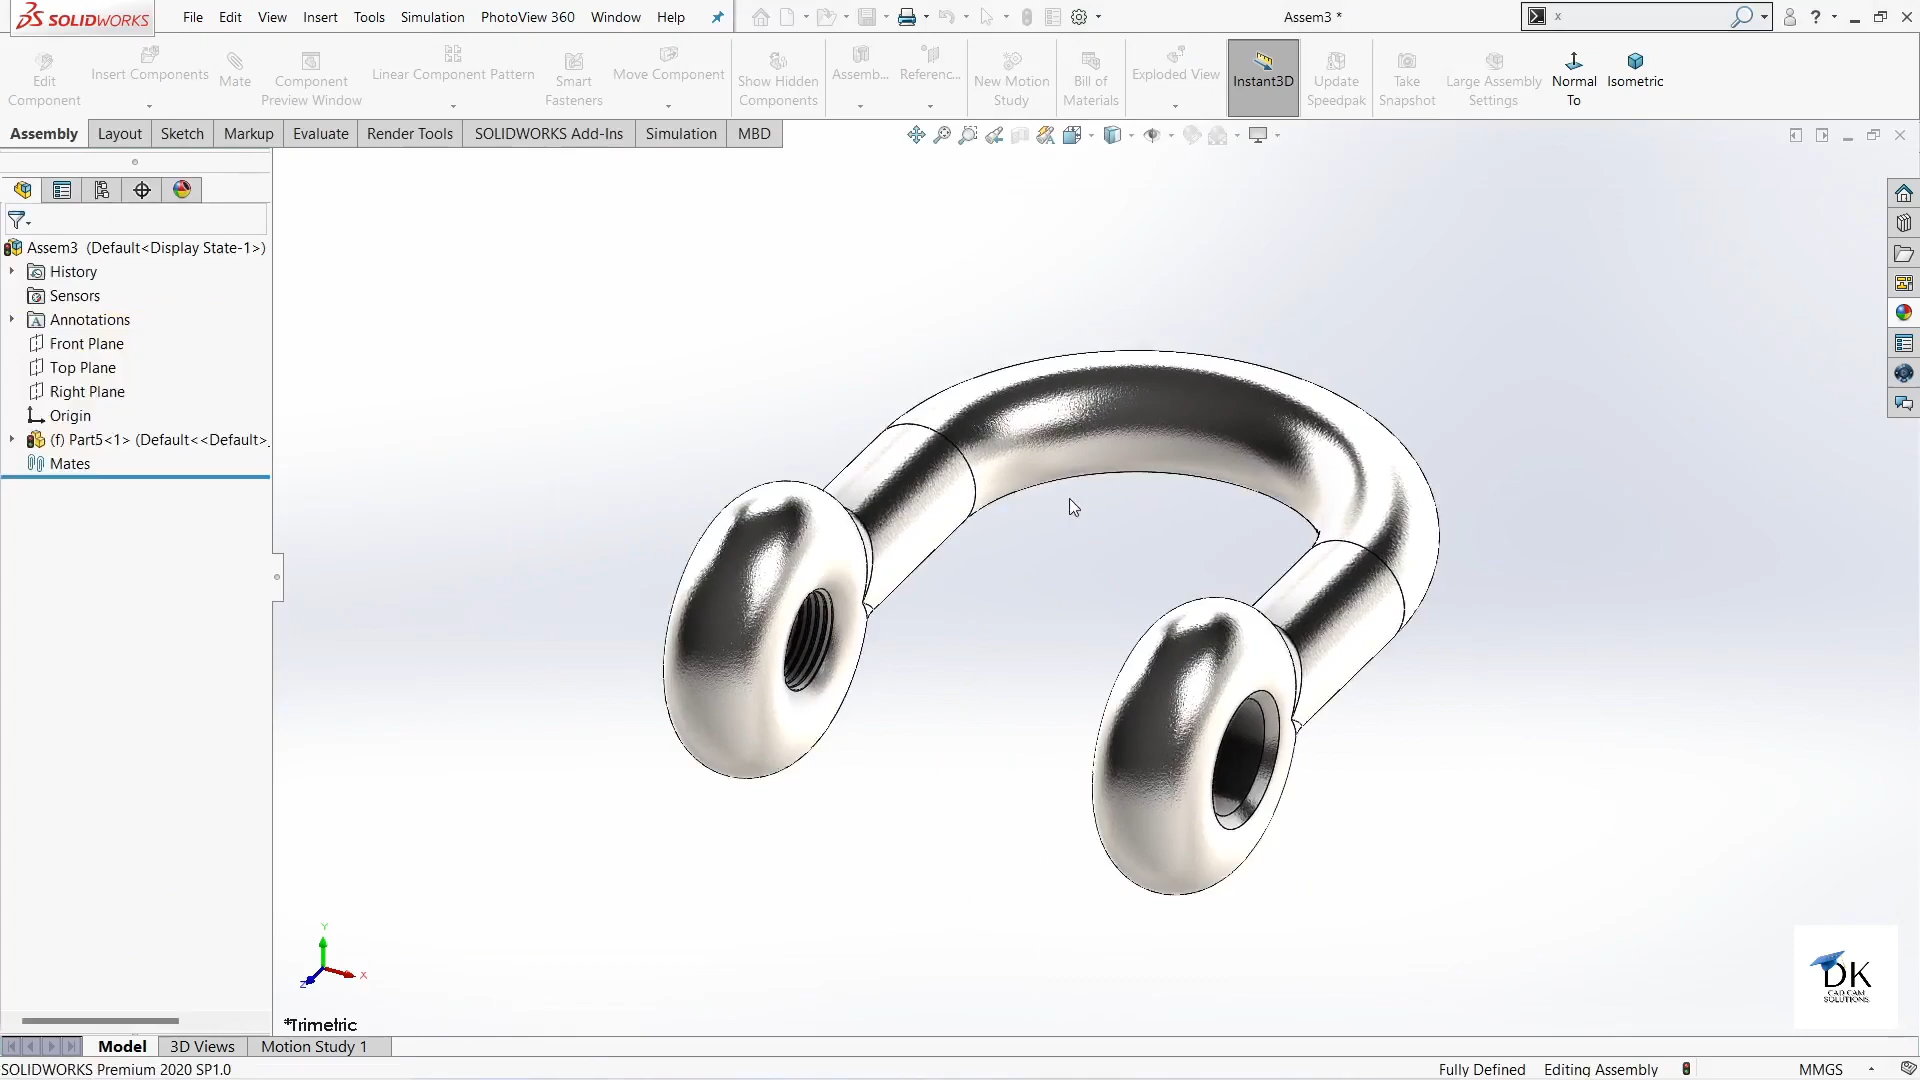 SOLIDWORKS File Edit View Insert Tools Simulation PhotoView 360 Window Help Assem3 * x ?
Edit Component Insert Components Mate Component Preview Window Linear Component Pattern Smart Fasteners Move Component Show Hidden Components Assemb... Referenc... New Motion Study Bill of Materials Exploded View Instant3D Update Speedpak Take Snapshot Large Assembly Settings Normal To Isometric
Assembly Layout Sketch Markup Evaluate Render Tools SOLIDWORKS Add-Ins Simulation MBD
Assem3 (Default<Display State-1>)
History
Sensors
A Annotations
Front Plane
Top Plane
Right Plane
Origin
(f) Part5<1> (Default<<Default>
Mates
Y
X
Z
*Trimetric
DK
CAD CAM
SOLUTIONS
Model 3D Views Motion Study 1
SOLIDWORKS Premium 2020 SP1.0 Fully Defined Editing Assembly MMGS